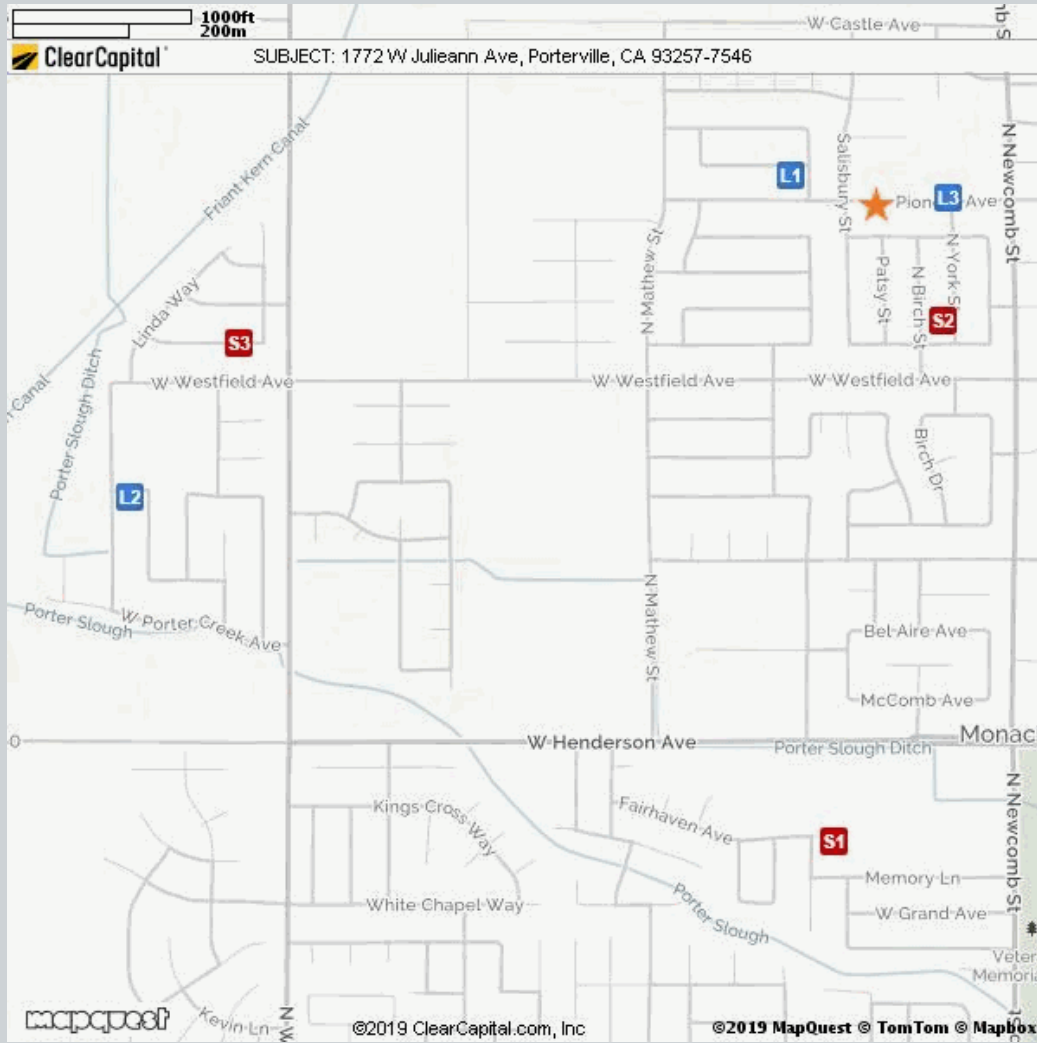 1000ft
200m
W Castle Ave
ClearCapital
SUBJECT: 1772 W Julieann Ave, Porterville, CA 93257-7546
Friant Kern Canal
Salisbury St
N Newcomb St
L1
L3
Ave
N Mathew St
Patsy St
N Birch St
N York St
Linda Way
S3
S2
Canal
Porter Slough Ditch
W Westfield Ave
W Westfield Ave
W Westfield Ave
Birch Dr
L2
N Mathew St
Porter Slough
W Porter Creek Ave
Bel Aire Ave
McComb Ave
W Henderson Ave
Porter Slough Ditch
Monac
Kings Cross Way
Fairhaven Ave
S1
N Newcomb St
Memory Ln
White Chapel Way
W Grand Ave
Porter Slough
Veter
Memoria
mapquest
Kevin Ln
N W
©2019 ClearCapital.com, Inc
©2019 MapQuest © TomTom © Mapbox